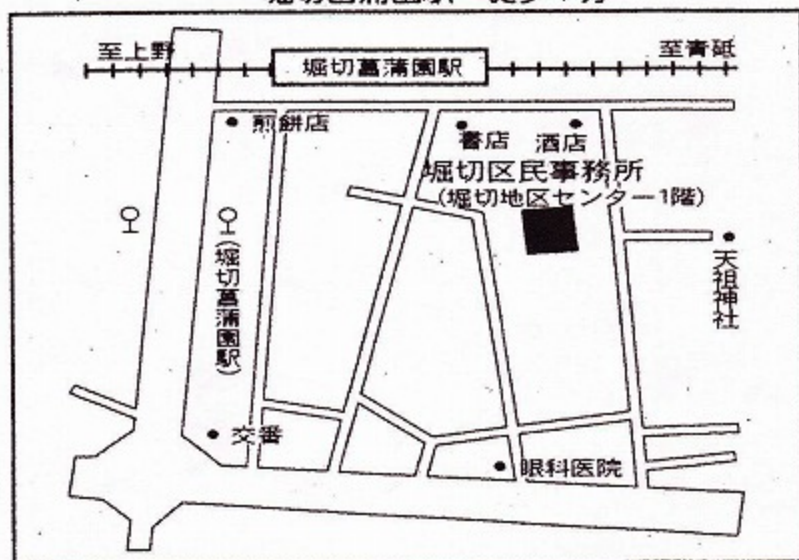 至上野
堀切菖蒲園駅
至青砥
煎餅店
書店
酒店
堀切区民事務所
(堀切地区センター1階)
(堀切菖蒲園駅)
天祖神社
交番
眼科医院